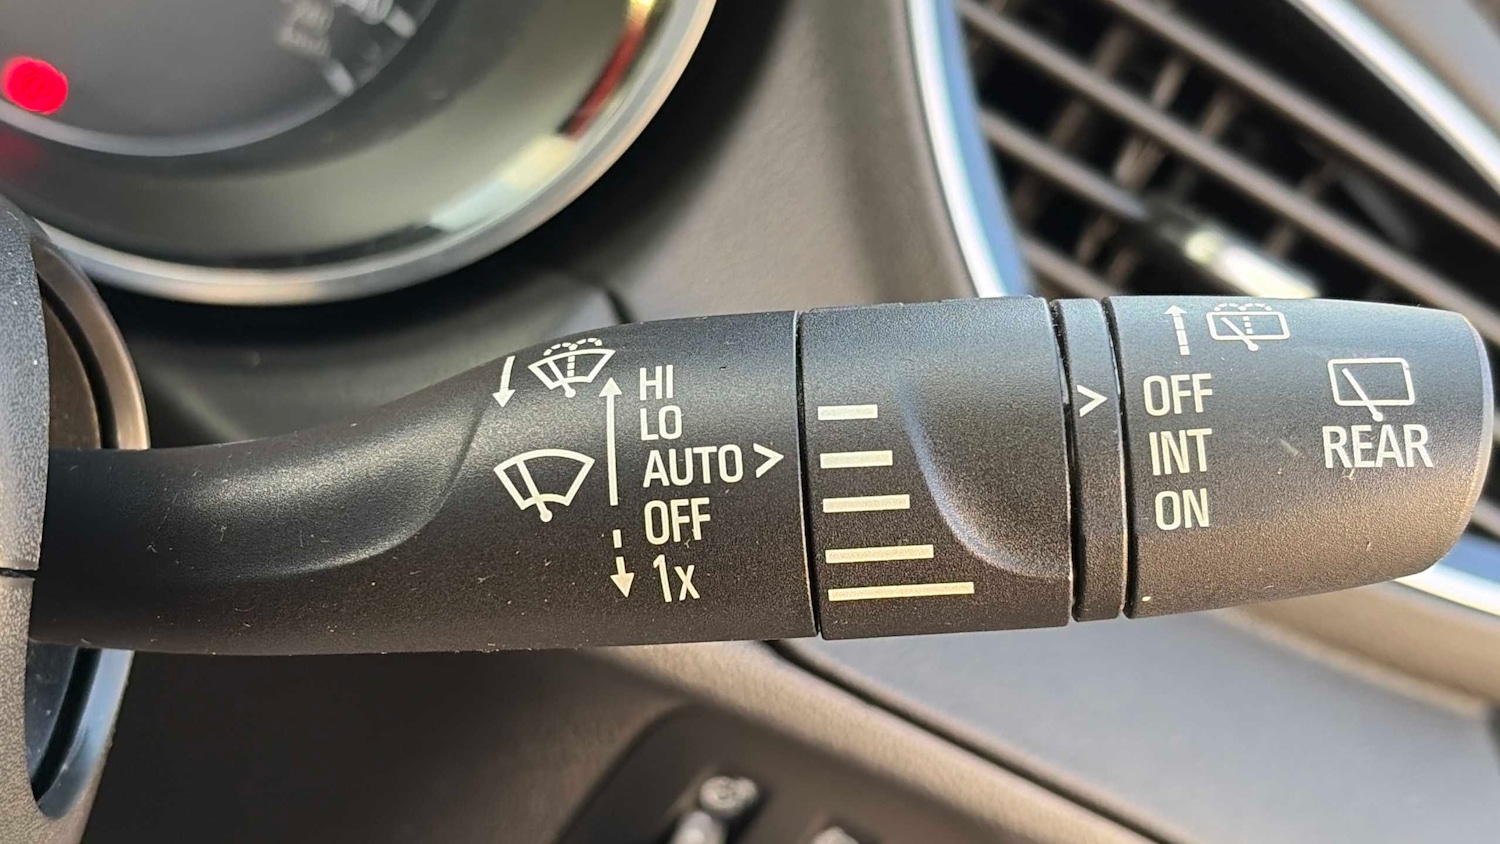 HI
LO
AUTO >
OFF
1x
>
OFF
INT
ON
REAR